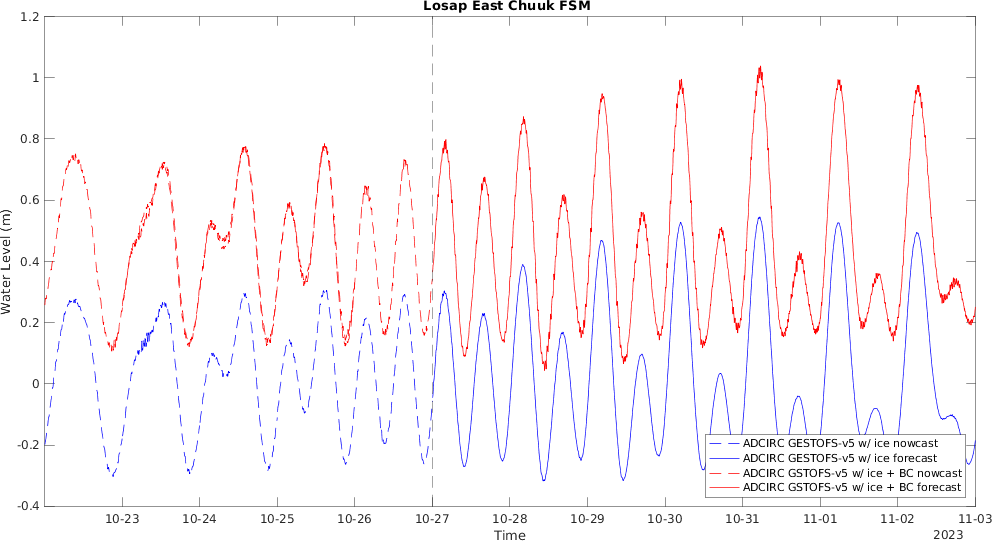 Losap East Chuuk FSM
1.2
1
0.8
0.6
0.4
0.2
0
-0.2
-0.4
Water Level (m)
ADCIRC GESTOFS-v5 w/ ice nowcast
ADCIRC GESTOFS-v5 w/ ice forecast
ADCIRC GSTOFS-v5 w/ ice + BC nowcast
ADCIRC GSTOFS-v5 w/ ice + BC forecast
10-23 10-24 10-25 10-26 10-27 10-28 10-29 10-30 10-31 11-01 11-02 11-03
Time
2023